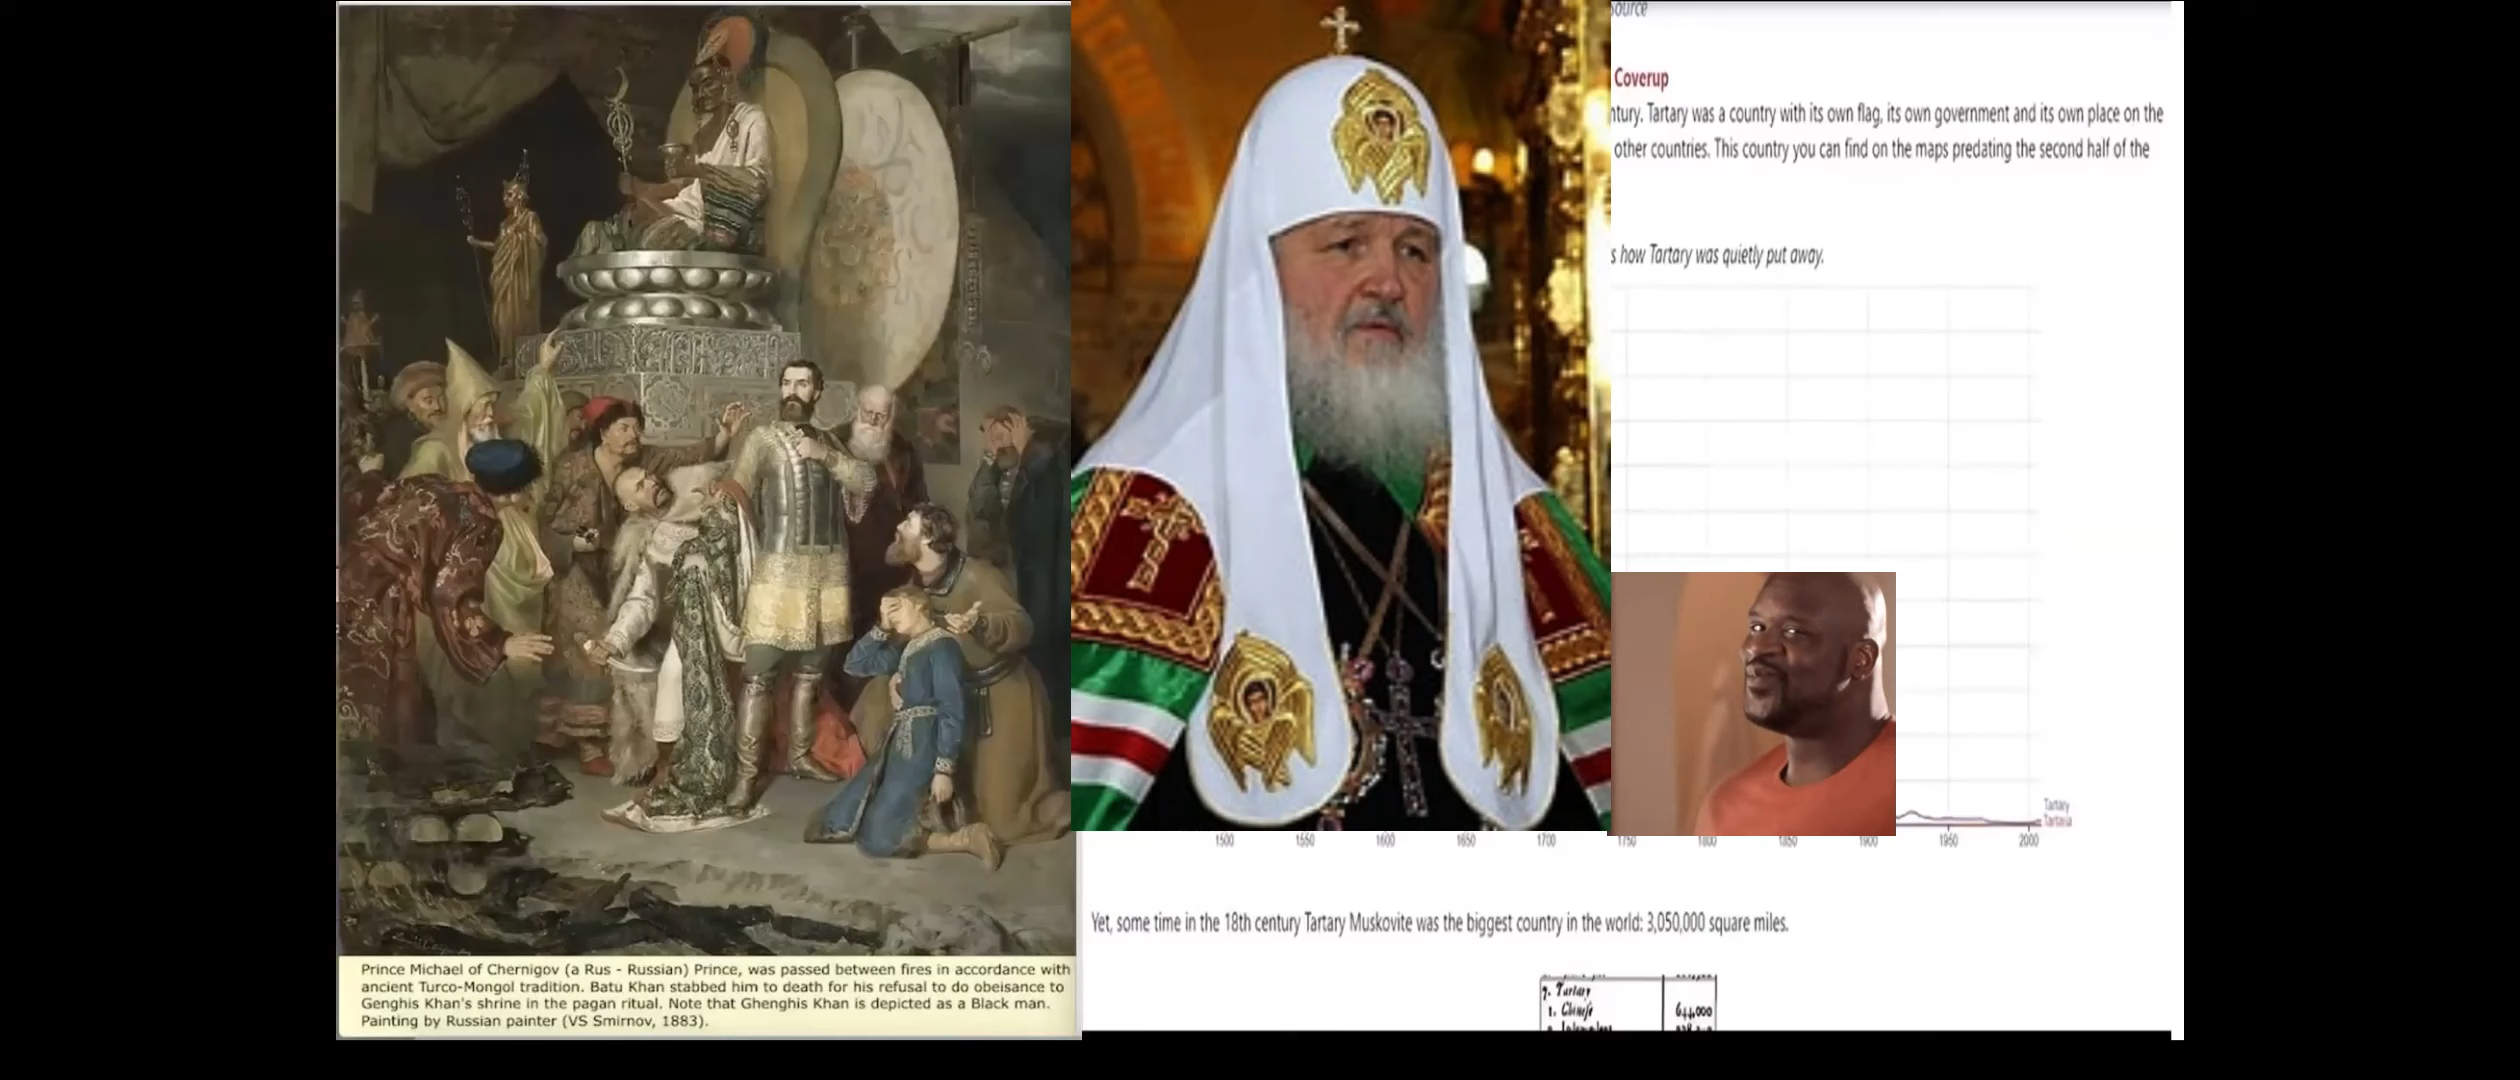 ource
Coverup
ntury. Tartary was a country with its own flag, its own government and its own place on the
other countries. This country you can find on the maps predating the second half of the
s how Tartary was quietly put away.
Tartary
Tartaria
1500 1550 1600 1650 1700 1750 1800 1850 1900 1950 2000
Yet, some time in the 18th century Tartary Muskovite was the biggest country in the world: 3,050,000 square miles.
7. Tartary
1. Chinese 644,000
Prince Michael of Chernigov (a Rus - Russian) Prince, was passed between fires in accordance with
ancient Turco-Mongol tradition. Batu Khan stabbed him to death for his refusal to do obeisance to
Genghis Khan's shrine in the pagan ritual. Note that Ghenghis Khan is depicted as a Black man.
Painting by Russian painter (VS Smirnov, 1883).